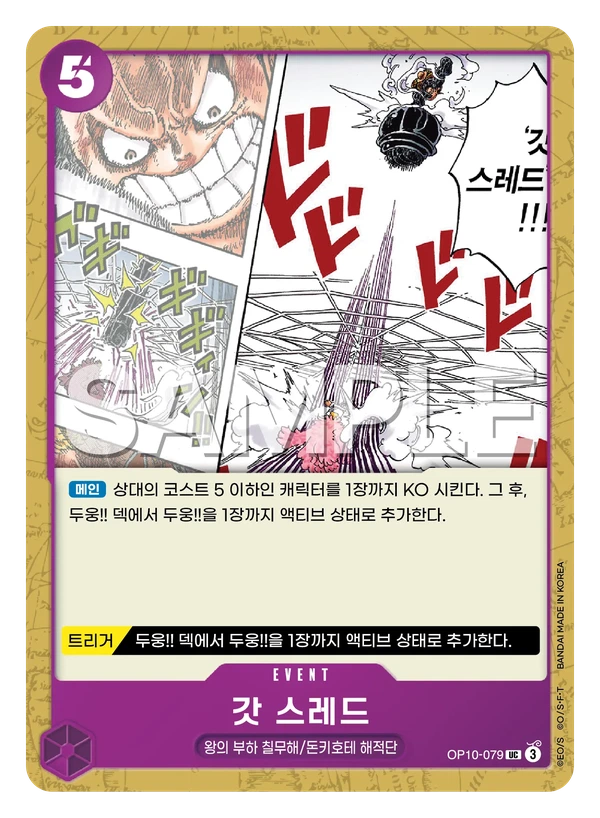 5
'갓
스레드'
!!!
ドドドド
ギギギギ
SAMPLE
메인 상대의 코스트 5 이하인 캐릭터를 1장까지 KO 시킨다. 그 후,
두웅!! 덱에서 두웅!!을 1장까지 액티브 상태로 추가한다.
트리거 두웅!! 덱에서 두웅!!을 1장까지 액티브 상태로 추가한다.
EVENT
갓 스레드
왕의 부하 칠무해/돈키호테 해적단
OP10-079 UC 3
©E.O/S. ©O/S・F・T BANDAI MADE IN KOREA